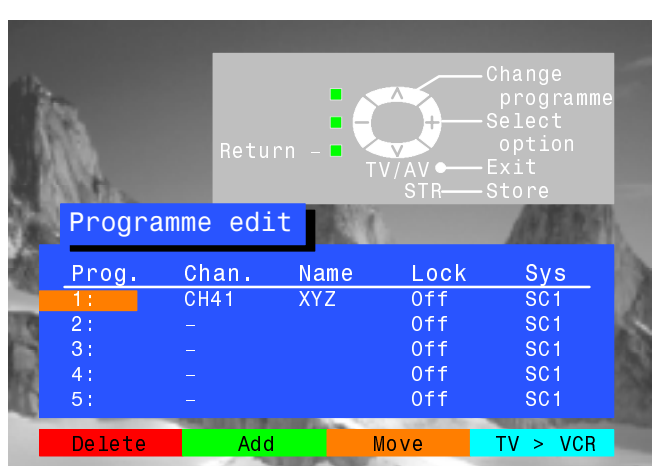 Change
programme
Select
option
Return –
TV/AV
Exit
STR
Store
Programme edit
Prog. Chan. Name Lock Sys
1: CH41 XYZ Off SC1
2: – Off SC1
3: – Off SC1
4: – Off SC1
5: – Off SC1
Delete Add Move TV > VCR